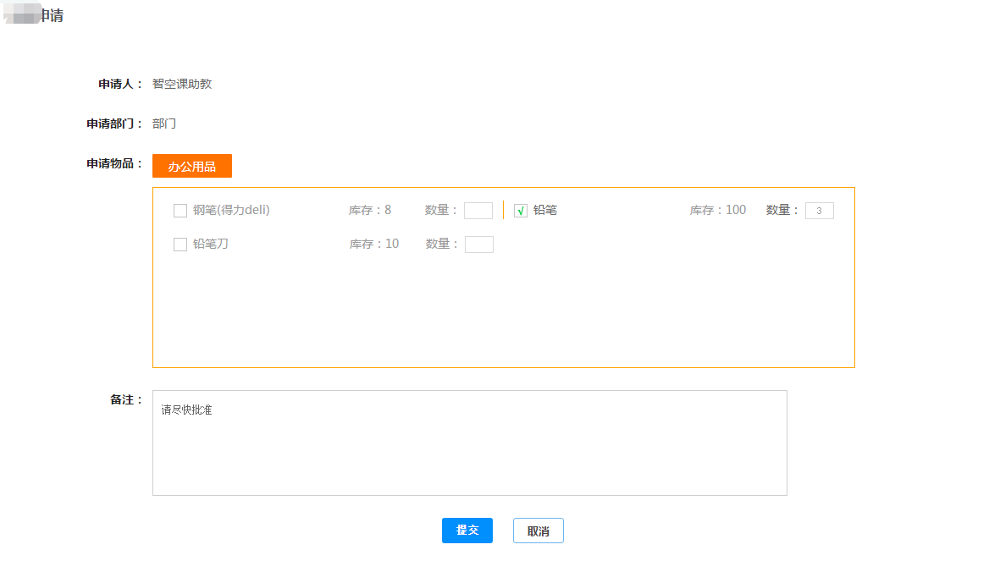 申请
申请人： 智空课助教
申请部门： 部门
申请物品： 办公用品
钢笔(得力deli) 库存：8 数量： √ 铅笔 库存：100 数量： 3
铅笔刀 库存：10 数量：
备注： 请尽快批准
提交 取消